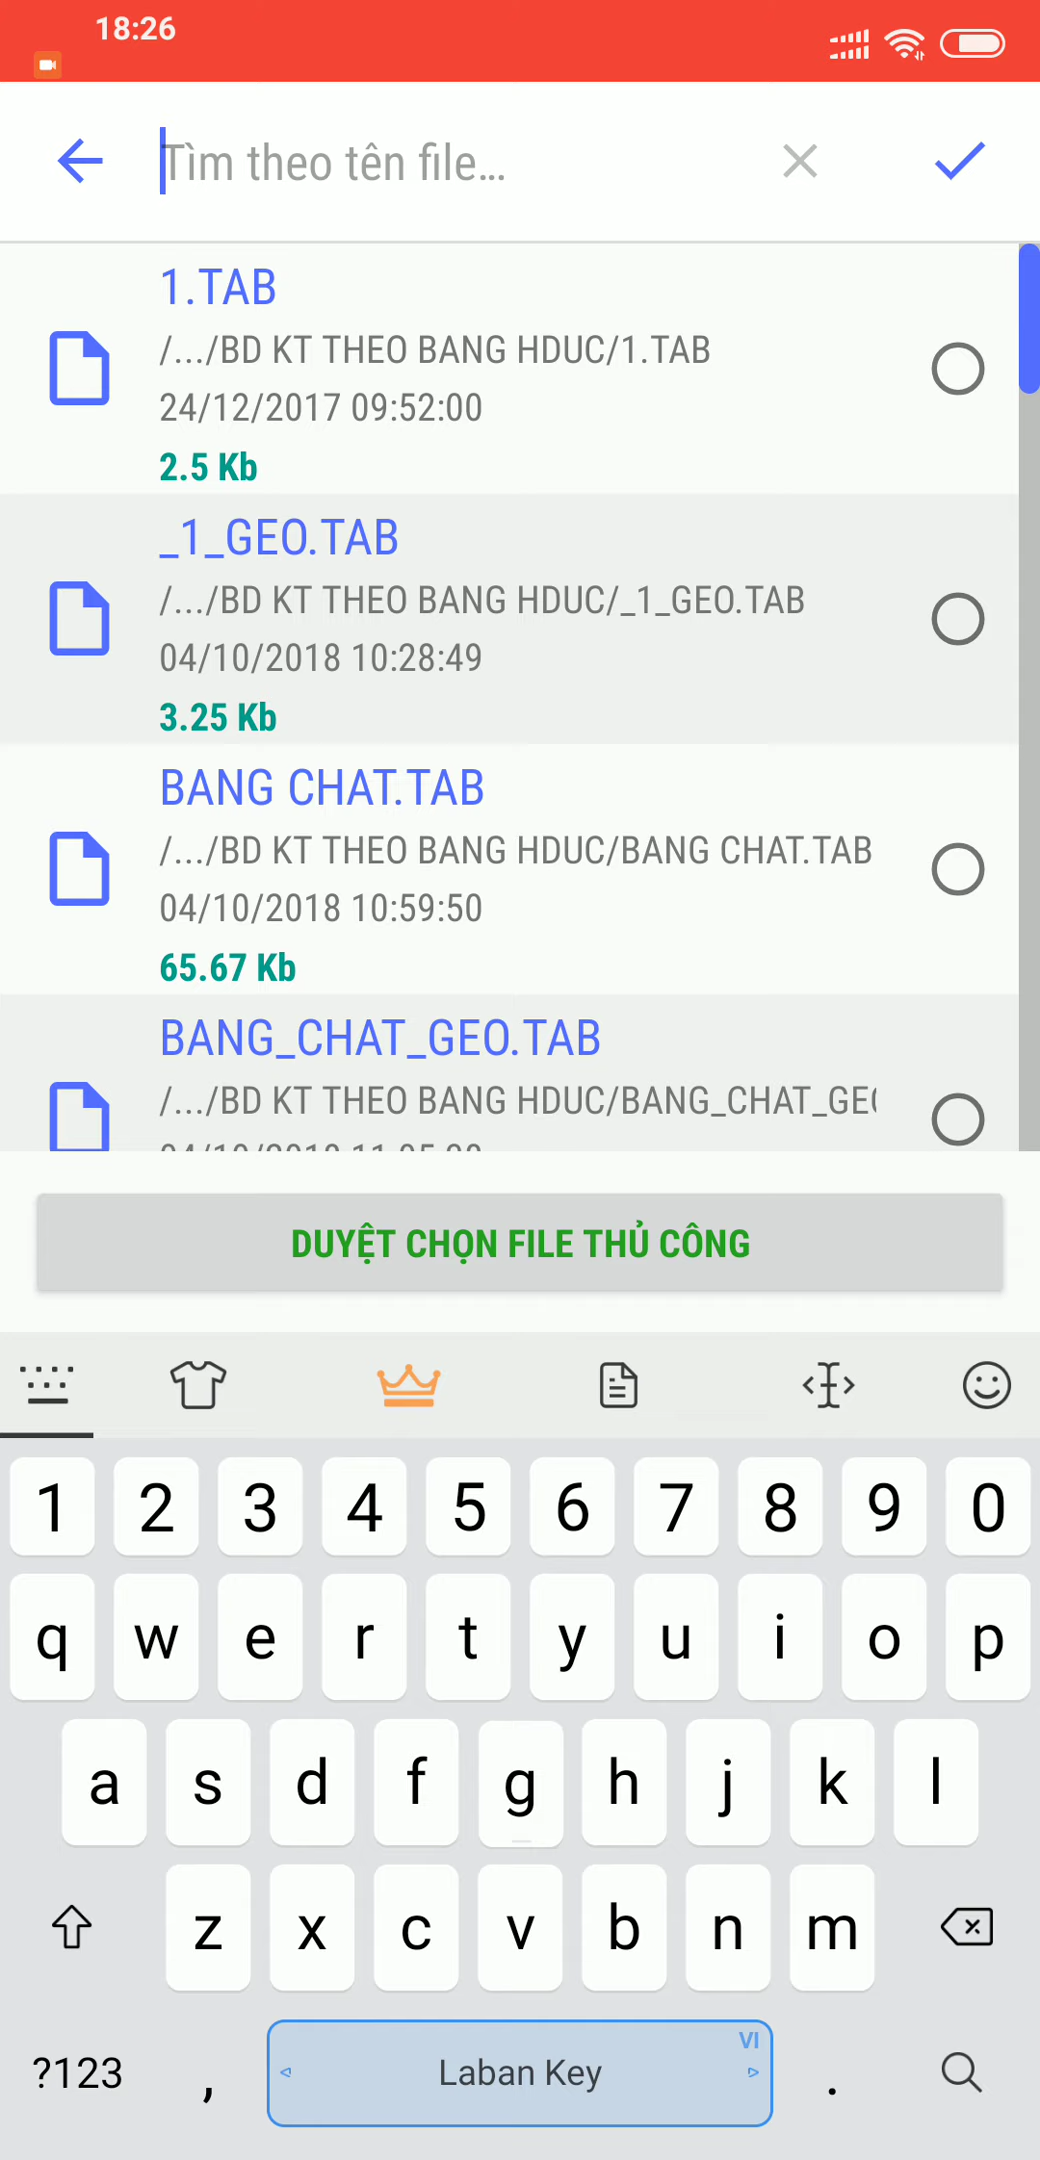 18:26
Tìm theo tên file...
1.TAB
/.../BD KT THEO BANG HDUC/1.TAB
24/12/2017 09:52:00
2.5 Kb
_1_GEO.TAB
/.../BD KT THEO BANG HDUC/_1_GEO.TAB
04/10/2018 10:28:49
3.25 Kb
BANG CHAT.TAB
/.../BD KT THEO BANG HDUC/BANG CHAT.TAB
04/10/2018 10:59:50
65.67 Kb
BANG_CHAT_GEO.TAB
/.../BD KT THEO BANG HDUC/BANG_CHAT_GE
DUYỆT CHỌN FILE THỦ CÔNG
1 2 3 4 5 6 7 8 9 0
q w e r t y u i o p
a s d f g h j k l
z x c v b n m
VI
?123 , Laban Key .